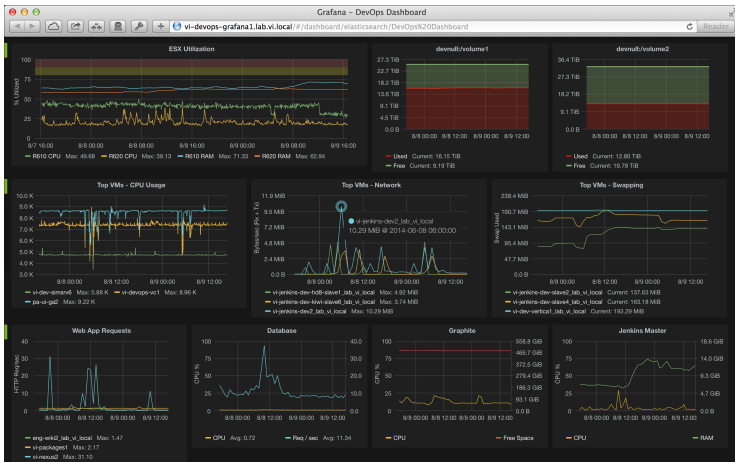 Grafana - DevOps Dashboard
vi-devops-grafana1.lab.vi.local/#/dashboard/elasticsearch/DevOps%20Dashboard
Reader
ESX Utilization
% Utilized
100
75
50
25
0
8/7 16:00 8/8 00:00 8/8 08:00 8/8 16:00 8/9 00:00 8/9 08:00 8/9 16:00
R610 CPU Max: 49.68 R620 CPU Max: 39.13 R610 RAM Max: 71.33 R620 RAM Max: 62.94
devnull:/volume1
27.3 TiB
22.7 TiB
18.2 TiB
13.6 TiB
9.1 TiB
4.5 TiB
0.0 B
8/8 00:00 8/8 12:00 8/9 00:00 8/9 12:00
Used Current: 16.15 TiB
Free Current: 9.19 TiB
devnull:/volume2
36.4 TiB
27.3 TiB
18.2 TiB
9.1 TiB
0.0 B
8/8 00:00 8/8 12:00 8/9 00:00 8/9 12:00
Used Current: 12.80 TiB
Free Current: 19.78 TiB
Top VMs - CPU Usage
10.0 K
9.0 K
8.0 K
7.0 K
6.0 K
5.0 K
4.0 K
3.0 K
8/8 00:00 8/8 12:00 8/9 00:00 8/9 12:00
vi-dev-simsrv6 Max: 5.88 K vi-devops-vc1 Max: 8.96 K
pa-ui-ga2 Max: 9.22 K
Top VMs - Network
Bytes/sec (Rx + Tx)
11.9 MiB
9.5 MiB
7.2 MiB
4.8 MiB
2.4 MiB
0.0 B
vi-jenkins-dev2_lab_vi_local
10.29 MiB @ 2014-08-08 06:00:00
8/8 00:00 8/8 12:00 8/9 00:00 8/9 12:00
vi-jenkins-dev-hd8-slave1_lab_vi_local Max: 4.92 MiB
vi-jenkins-dev-kiwi-slave6_lab_vi_local Max: 3.74 MiB
vi-jenkins-dev2_lab_vi_local Max: 10.29 MiB
Top VMs - Swapping
Swap Used
238.4 MiB
190.7 MiB
143.1 MiB
95.4 MiB
47.7 MiB
0.0 B
8/8 00:00 8/8 12:00 8/9 00:00 8/9 12:00
vi-jenkins-dev-slave2_lab_vi_local Current: 137.63 MiB
vi-jenkins-dev-slave4_lab_vi_local Current: 163.18 MiB
vi-dev-vertica1_lab_vi_local Current: 193.29 MiB
Web App Requests
HTTP Req/sec
40
30
20
10
0
8/8 00:00 8/8 12:00 8/9 00:00 8/9 12:00
eng-wiki2_lab_vi_local Max: 1.47
vi-packages1 Max: 2.17
vi-nexus2 Max: 31.10
Database
CPU %
100
75
50
25
0
40.0
30.0
20.0
10.0
0.0
8/8 00:00 8/8 12:00 8/9 00:00 8/9 12:00
CPU Avg: 0.72 Req / sec Avg: 11.34
Graphite
CPU %
100
75
50
25
0
558.8 GiB
465.7 GiB
372.5 GiB
279.4 GiB
186.3 GiB
93.1 GiB
0.0 B
8/8 00:00 8/8 12:00 8/9 00:00 8/9 12:00
CPU Free Space
Jenkins Master
CPU %
100
75
50
25
0
18.6 GiB
14.0 GiB
9.3 GiB
4.7 GiB
0.0 B
8/8 00:00 8/8 12:00 8/9 00:00 8/9 12:00
CPU RAM